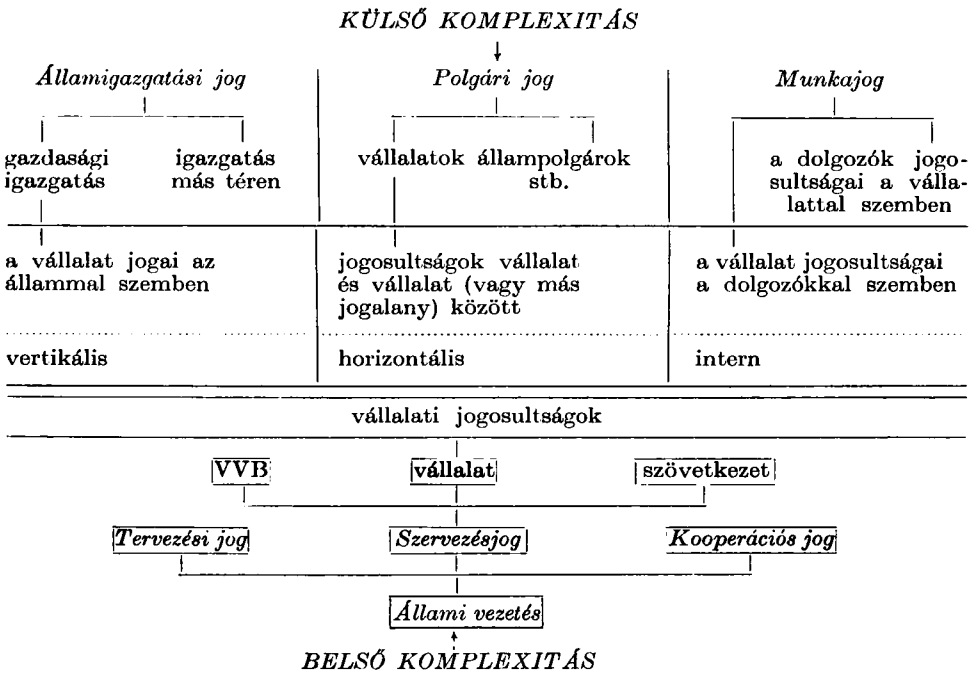 KÜLSŐ KOMPLEXITÁS
Államigazgatási jog
Polgári jog
Munkajog
gazdasági
igazgatás
igazgatás
más téren
vállalatok állampolgárok
stb.
a dolgozók jogo-
sultságai a válla-
lattal szemben
a vállalat jogai az
állammal szemben
jogosultságok vállalat
és vállalat (vagy más
jogalany) között
a vállalat jogosultságai
a dolgozókkal szemben
vertikális
horizontális
intern
vállalati jogosultságok
VVB
vállalat
szövetkezet
Tervezési jog
Szervezésjog
Kooperációs jog
Állami vezetés
BELSŐ KOMPLEXITÁS